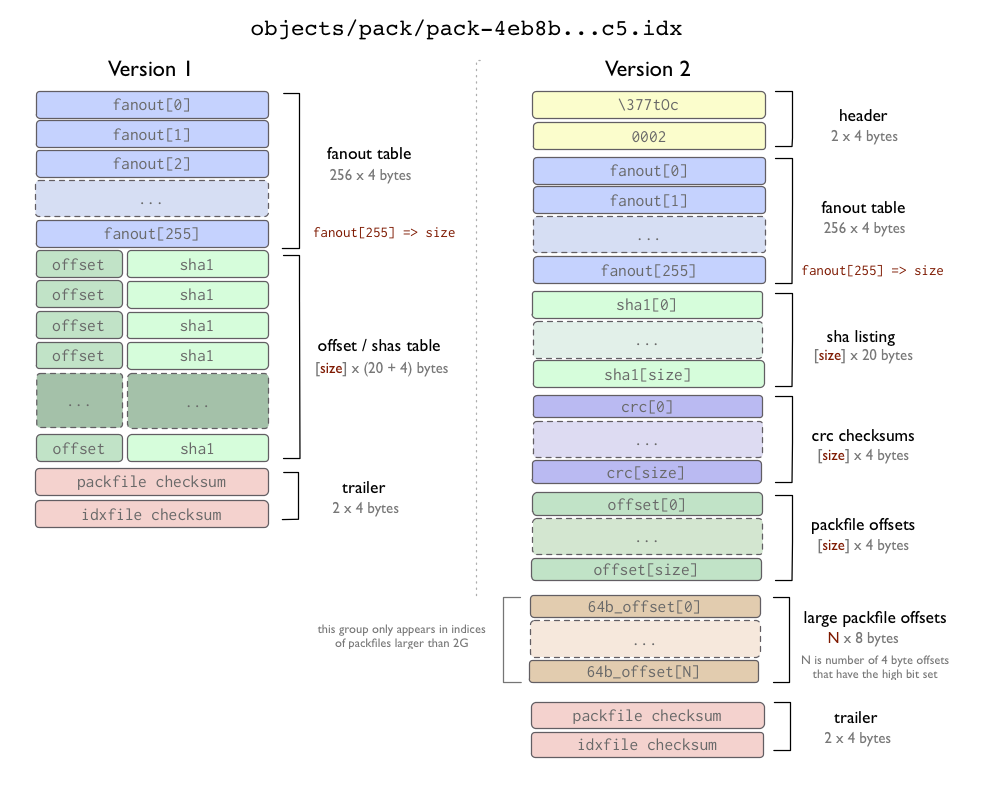 objects/pack/pack-4eb8b...c5.idx
Version 1
fanout[0]
fanout[1]
fanout[2]
...
fanout[255]
fanout table
256 x 4 bytes
fanout[255] => size
offset sha1
offset sha1
offset sha1
offset sha1
... ...
offset sha1
offset / shas table
[size] x (20 + 4) bytes
packfile checksum
idxfile checksum
trailer
2 x 4 bytes
Version 2
\377tOc
0002
header
2 x 4 bytes
fanout[0]
fanout[1]
...
fanout[255]
fanout table
256 x 4 bytes
fanout[255] => size
sha1[0]
...
sha1[size]
sha listing
[size] x 20 bytes
crc[0]
...
crc[size]
crc checksums
[size] x 4 bytes
offset[0]
...
offset[size]
packfile offsets
[size] x 4 bytes
this group only appears in indices
of packfiles larger than 2G
64b_offset[0]
...
64b_offset[N]
large packfile offsets
N x 8 bytes
N is number of 4 byte offsets
that have the high bit set
packfile checksum
idxfile checksum
trailer
2 x 4 bytes